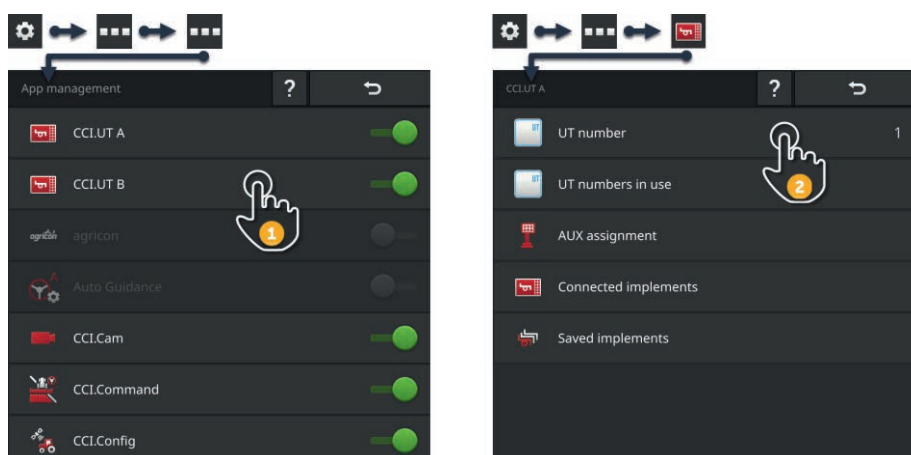 App management
?
CCI.UT A
CCI.UT B
agricon agricon
Auto Guidance
CCI.Cam
CCI.Command
CCI.Config
1
CCI.UT A
?
UT UT number 1
UT UT numbers in use
AUX assignment
Connected implements
Saved implements
2